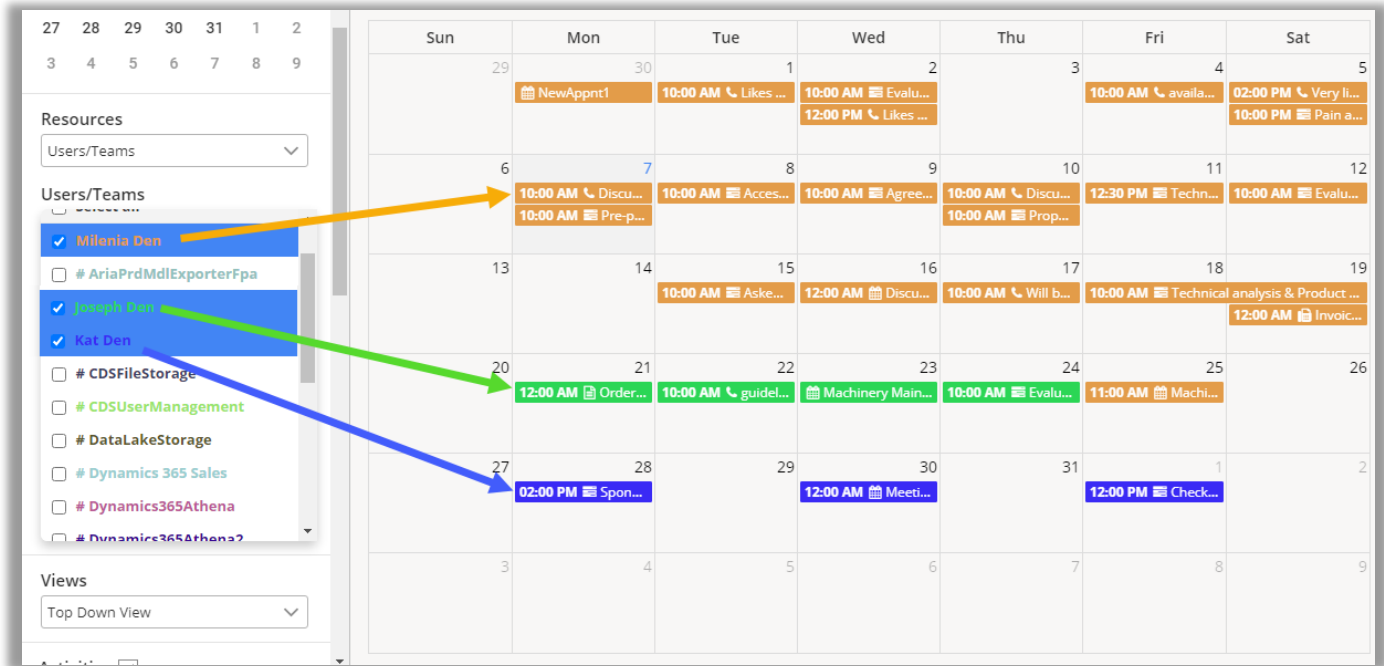 27 28 29 30 31 1 2
3 4 5 6 7 8 9
Resources
Users/Teams
Users/Teams
Select all
Milenia Den
# AriaPrdMdlExporterFpa
Joseph Den
Kat Den
# CDSFileStorage
# CDSUserManagement
# DataLakeStorage
# Dynamics 365 Sales
# Dynamics365Athena
# Dynamics365Athena2
Views
Top Down View
Sun Mon Tue Wed Thu Fri Sat
29 30 1 2 3 4 5
NewAppnt1 10:00 AM Likes ... 10:00 AM Evalu... 10:00 AM availa... 02:00 PM Very li...
12:00 PM Likes ... 10:00 PM Pain a...
6 7 8 9 10 11 12
10:00 AM Discu... 10:00 AM Acces... 10:00 AM Agree... 10:00 AM Discu... 12:30 PM Techn... 10:00 AM Evalu...
10:00 AM Pre-p... 10:00 AM Prop...
13 14 15 16 17 18 19
10:00 AM Aske... 12:00 AM Discu... 10:00 AM Will b... 10:00 AM Technical analysis & Product ...
12:00 AM Invoic...
20 21 22 23 24 25 26
12:00 AM Order... 10:00 AM guidel... Machinery Main... 10:00 AM Evalu... 11:00 AM Machi...
27 28 29 30 31 1 2
02:00 PM Spon... 12:00 AM Meeti... 12:00 PM Check...
3 4 5 6 7 8 9